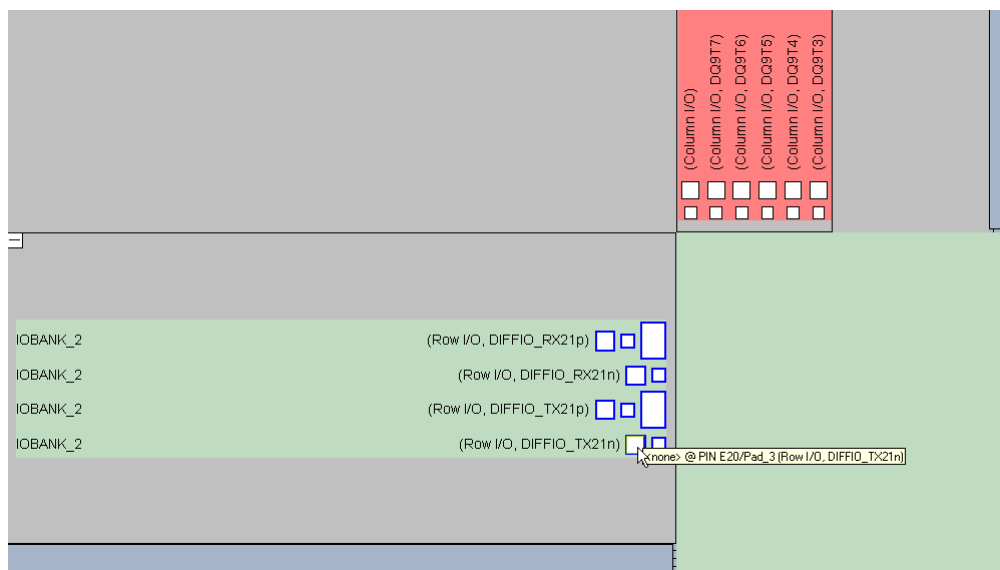 (Column I/O)
(Column I/O, DQ9T7)
(Column I/O, DQ9T6)
(Column I/O, DQ9T5)
(Column I/O, DQ9T4)
(Column I/O, DQ9T3)
IOBANK_2 (Row I/O, DIFFIO_RX21p)
IOBANK_2 (Row I/O, DIFFIO_RX21n)
IOBANK_2 (Row I/O, DIFFIO_TX21p)
IOBANK_2 (Row I/O, DIFFIO_TX21n)
<none> @ PIN E20/Pad_3 (Row I/O, DIFFIO_TX21n)